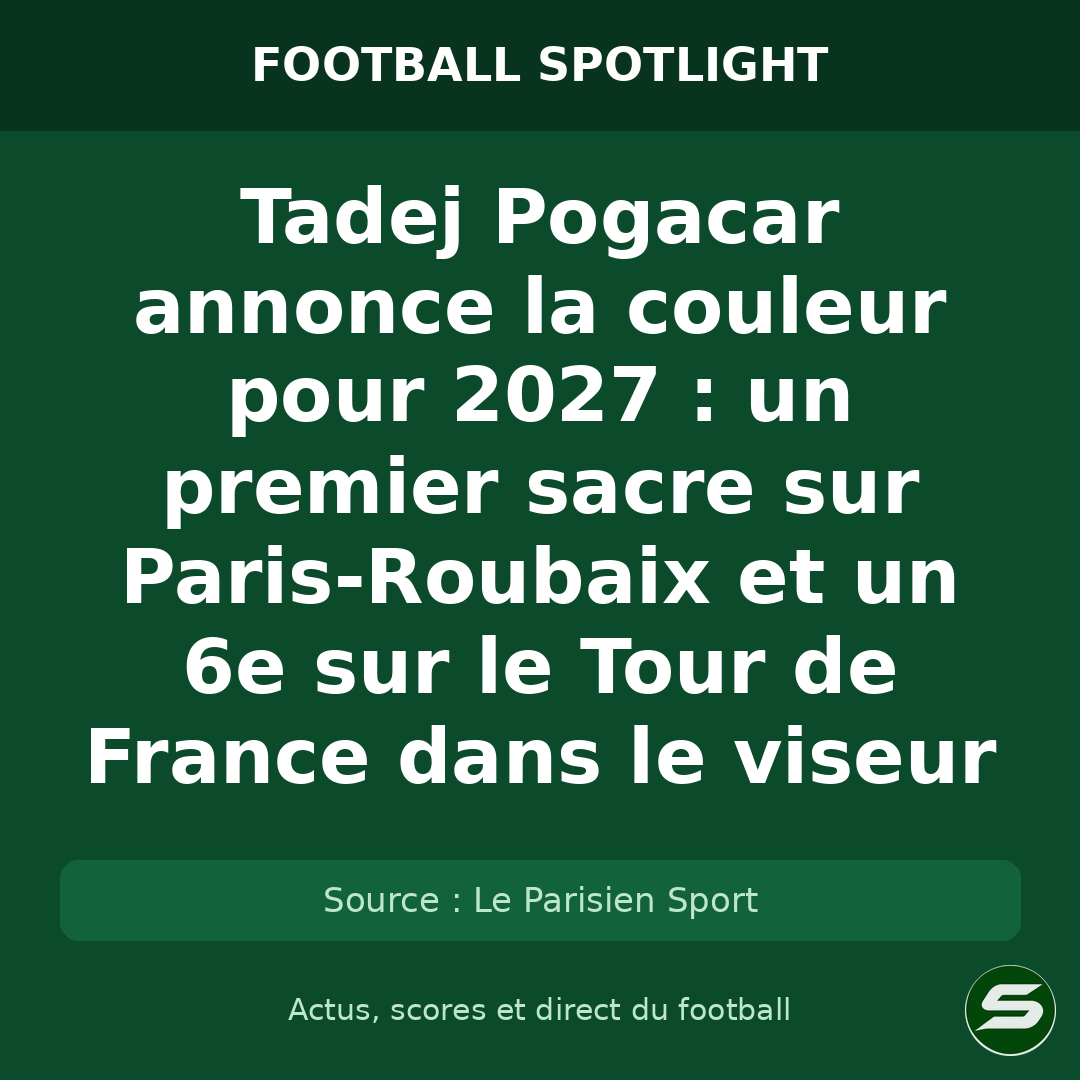 FOOTBALL SPOTLIGHT
Tadej Pogacar
annonce la couleur
pour 2027 : un
premier sacre sur
Paris-Roubaix et un
6e sur le Tour de
France dans le viseur
Source : Le Parisien Sport
Actus, scores et direct du football
S